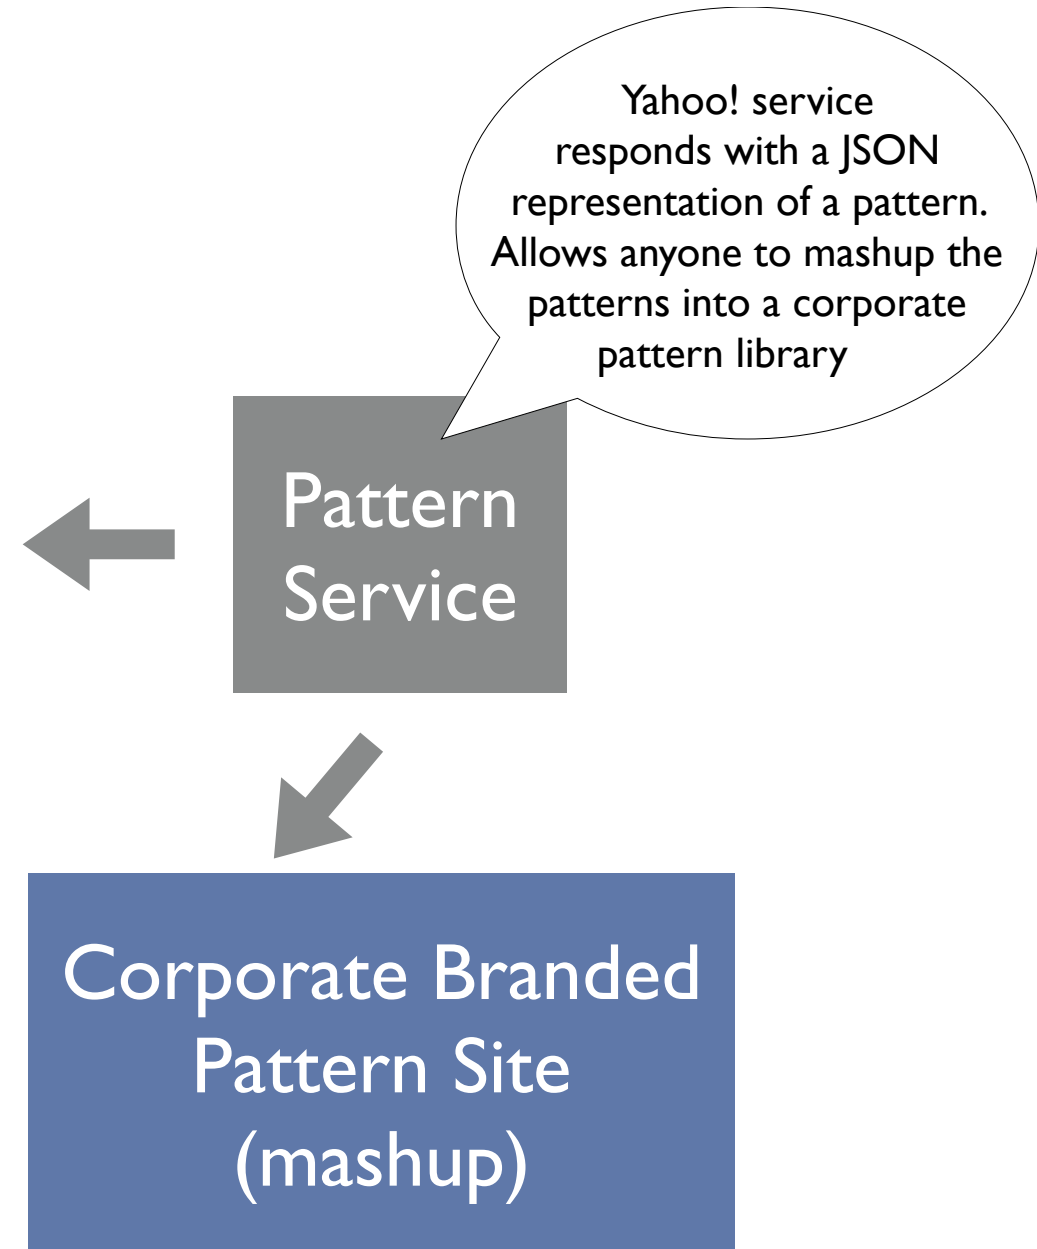 Yahoo! service
responds with a JSON
representation of a pattern.
Allows anyone to mashup the
patterns into a corporate
pattern library
Pattern
Service
Corporate Branded
Pattern Site
(mashup)